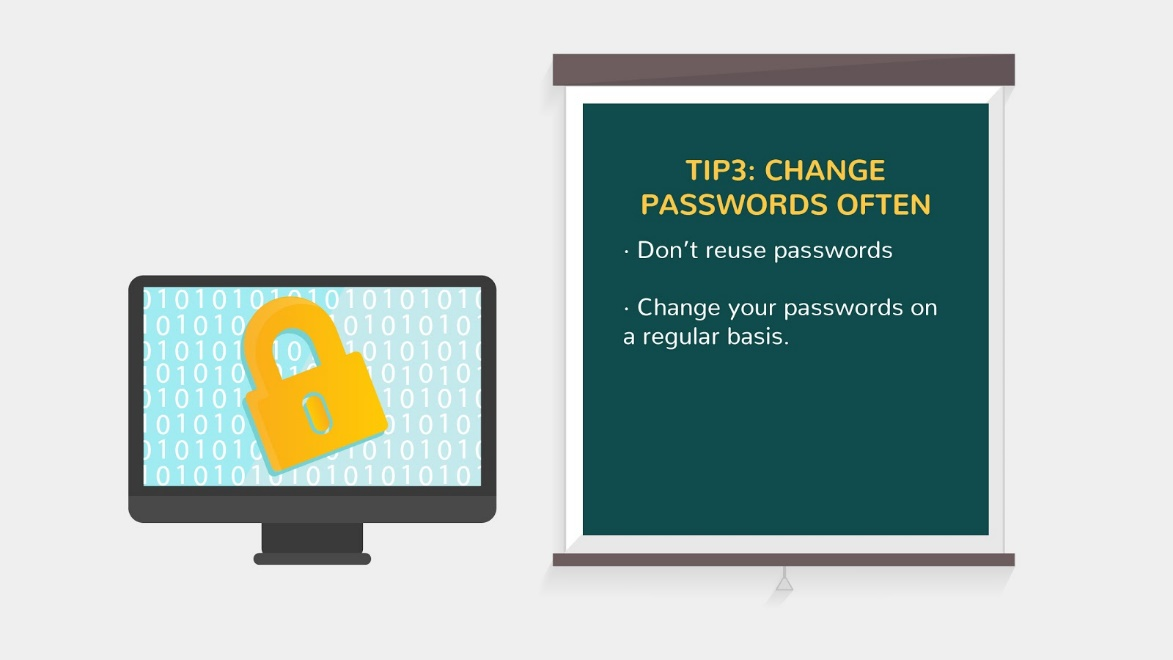 TIP3: CHANGE
PASSWORDS OFTEN
· Don’t reuse passwords
· Change your passwords on
a regular basis.